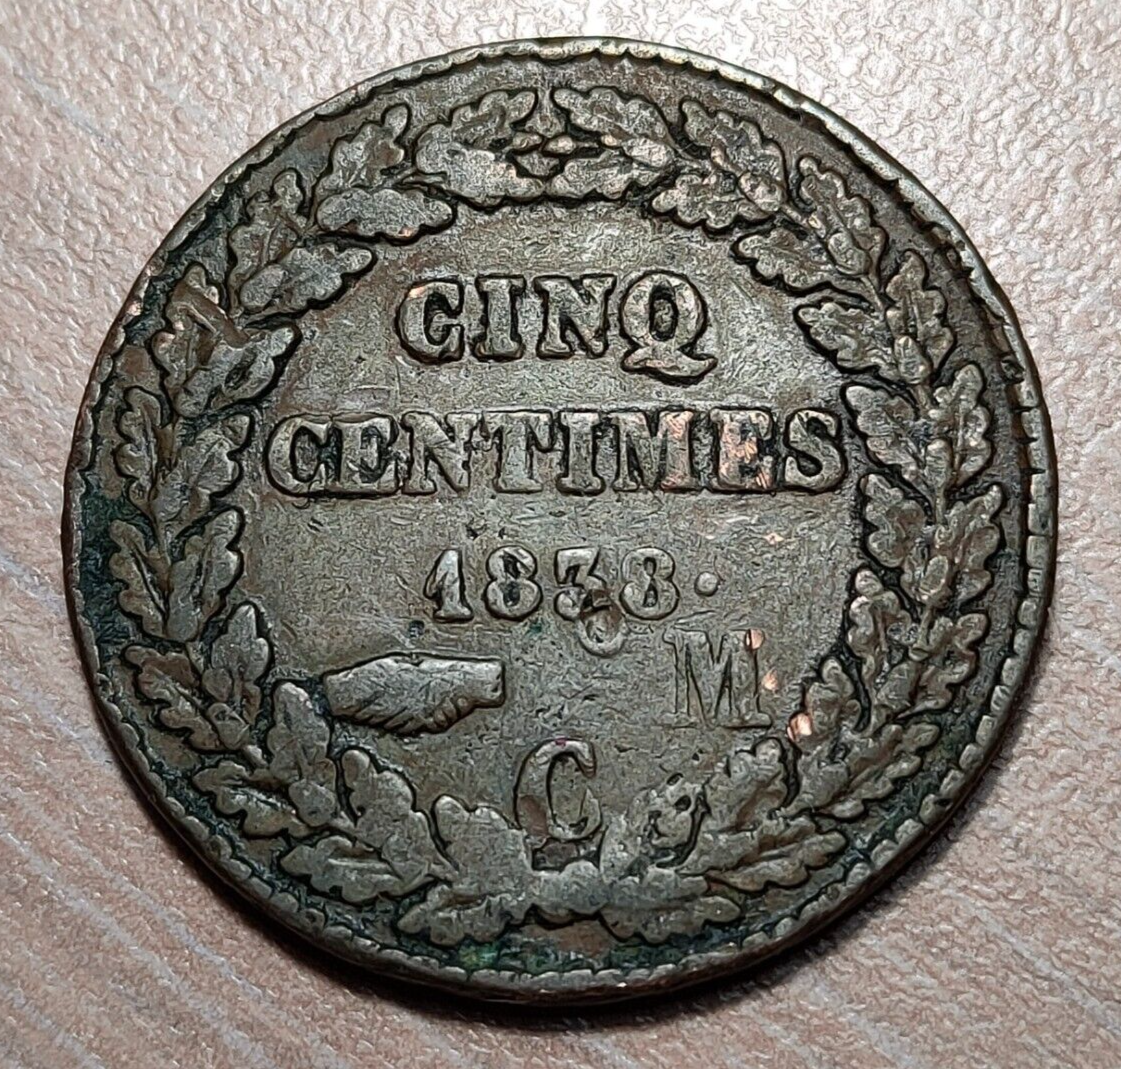 CINQ
CENTIMES
1838.
M
C